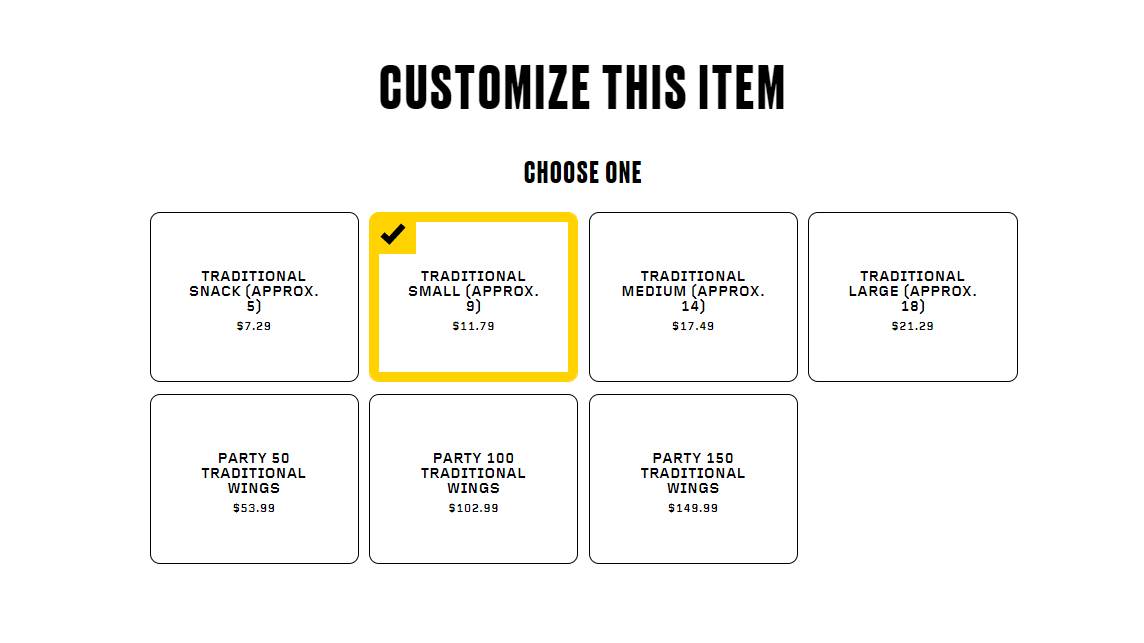 CUSTOMIZE THIS ITEM
CHOOSE ONE
TRADITIONAL
SNACK (APPROX.
5)
$7.29
TRADITIONAL
SMALL (APPROX.
9)
$11.79
TRADITIONAL
MEDIUM (APPROX.
14)
$17.49
TRADITIONAL
LARGE (APPROX.
18)
$21.29
PARTY 50
TRADITIONAL
WINGS
$53.99
PARTY 100
TRADITIONAL
WINGS
$102.99
PARTY 150
TRADITIONAL
WINGS
$149.99